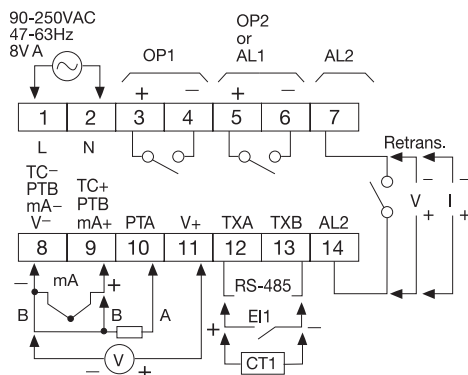 90-250VAC
47-63Hz
8VA
OP1
OP2
or
AL1
AL2
+ − + −
1 2 3 4 5 6 7
L N
Retrans.
TC− TC+
PTB PTB
mA− mA+
V− PTA V+ TXA TXB AL2
− −
V I
+ +
8 9 10 11 12 13 14
− mA +
B B A
RS-485
+ EI1 −
CT1
− V +